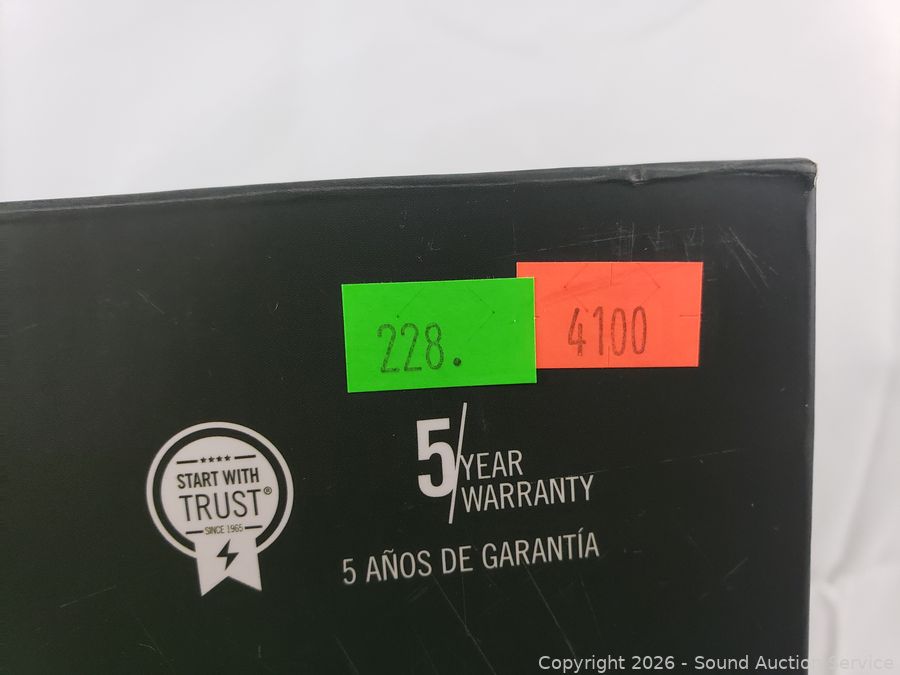 228.
4100
START WITH
TRUST®
SINCE 1965
5/YEAR
WARRANTY
5 AÑOS DE GARANTÍA
Copyright 2026 - Sound Auction Service